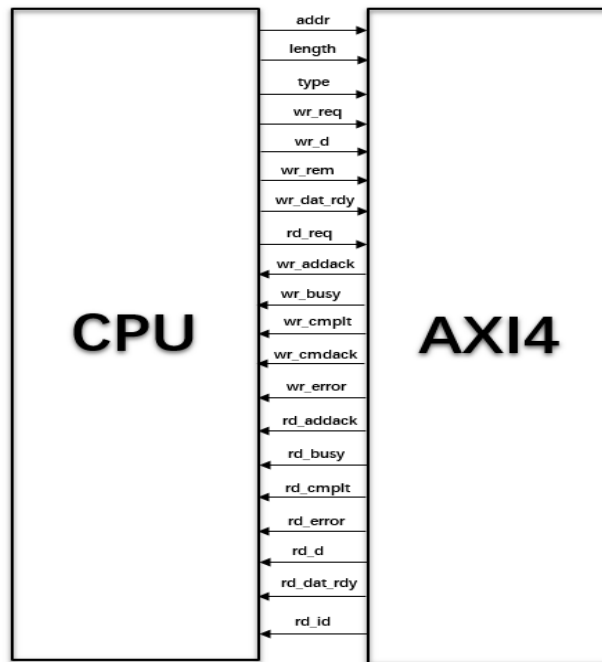 addr
length
type
wr_req
wr_d
wr_rem
wr_dat_rdy
rd_req
wr_addack
wr_busy
CPU
AXI4
wr_cmplt
wr_cmdack
wr_error
rd_addack
rd_busy
rd_cmplt
rd_error
rd_d
rd_dat_rdy
rd_id